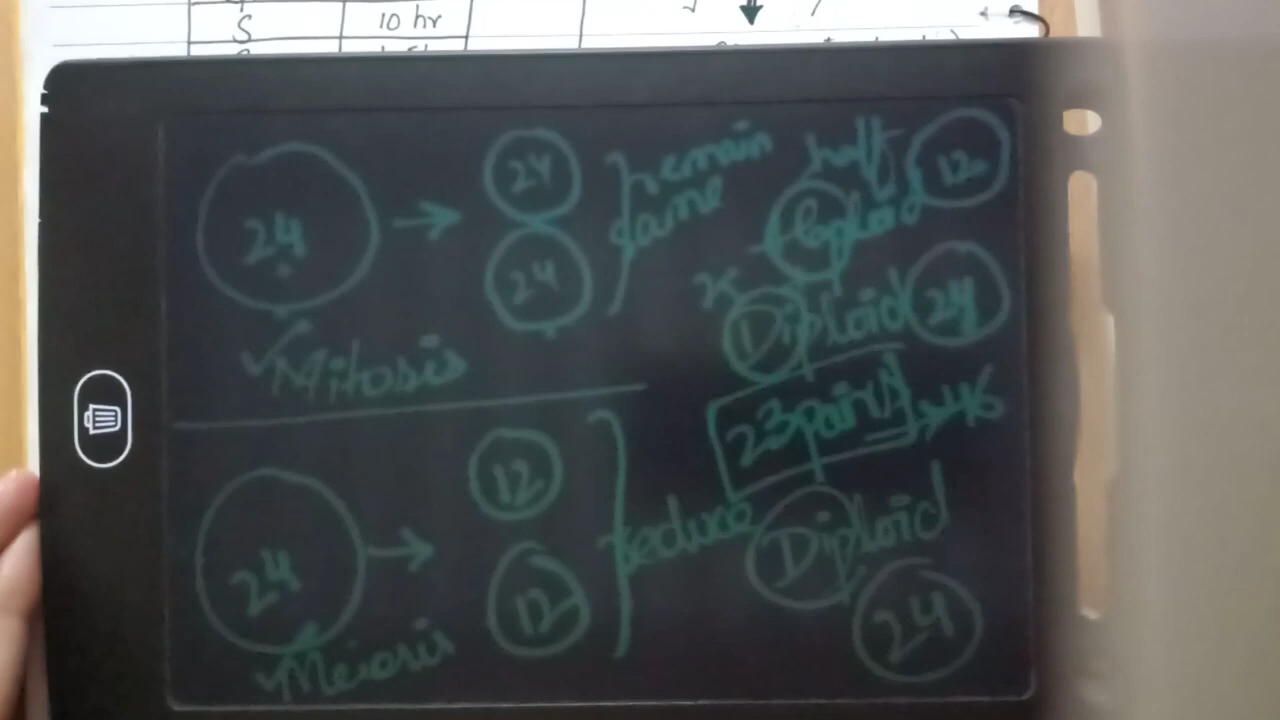 S 10 hr
24 → 24
24
remain
same
✓Mitosis
24 → 12
12
reduce
✓Meiosis
half
12
Diploid 24
23 pairs → 46
Diploid
24